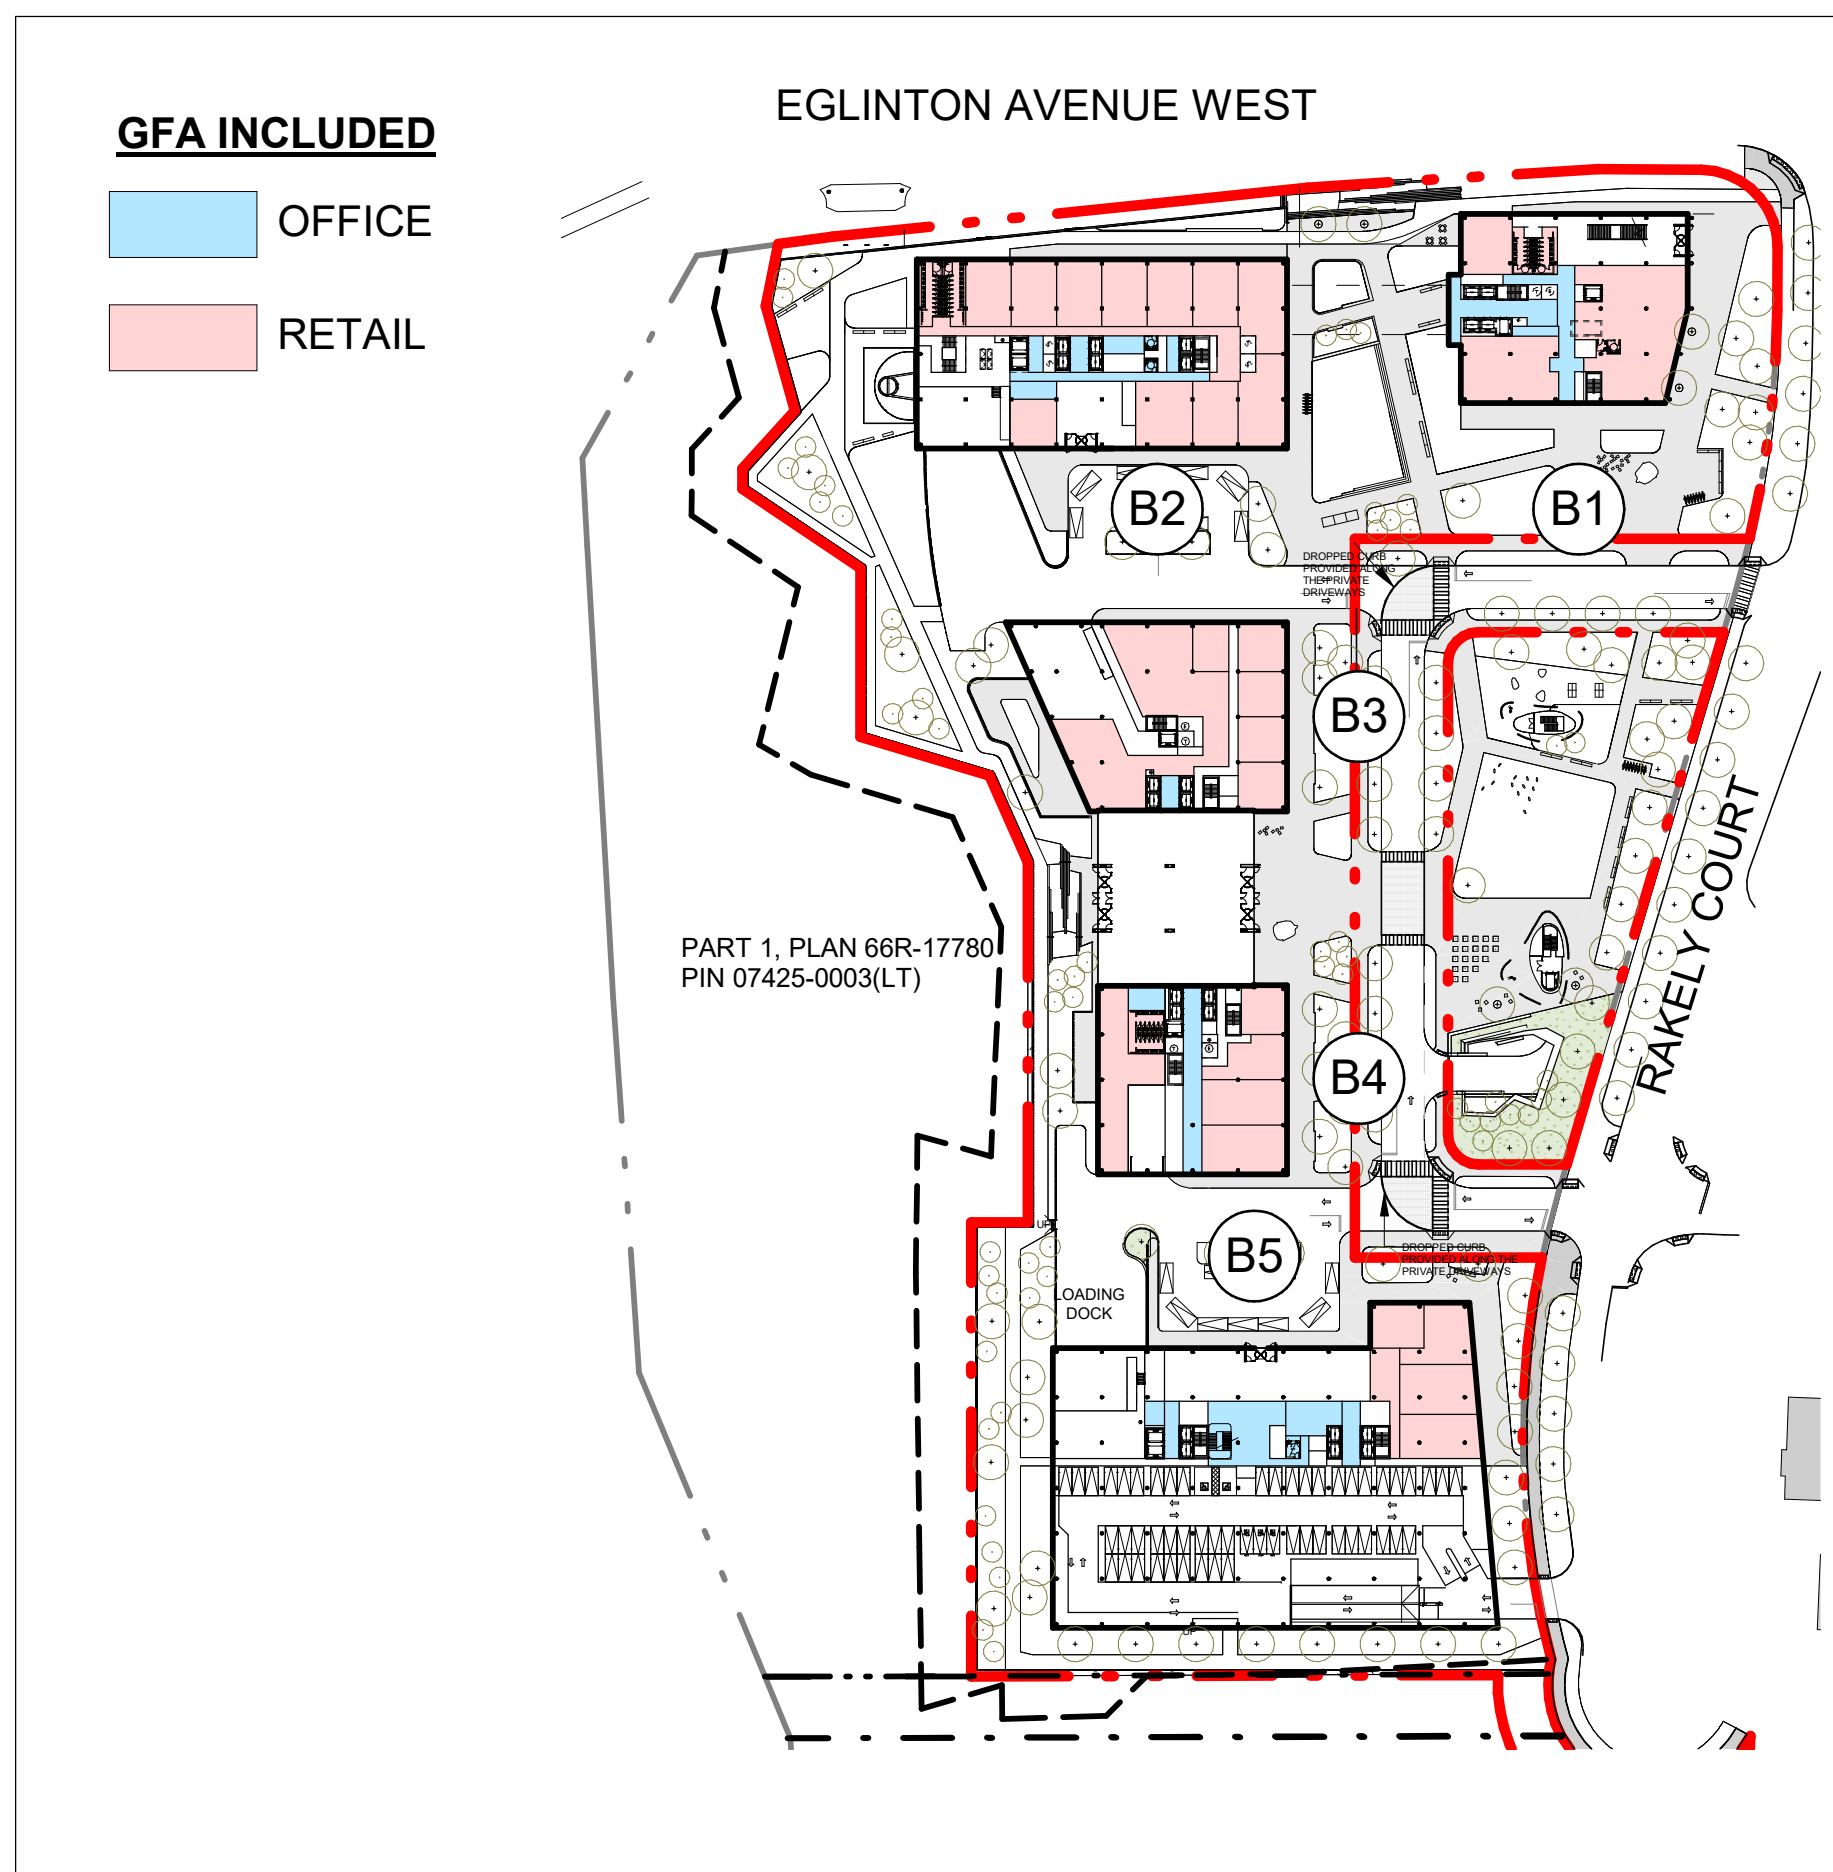 EGLINTON AVENUE WEST
GFA INCLUDED
OFFICE
RETAIL
B2
B1
DROPPED CURB
PROVIDED ALONG
THE PRIVATE
DRIVEWAYS
B3
RAKELY COURT
PART 1, PLAN 66R-17780
PIN 07425-0003(LT)
B4
UP
B5
DROPPED CURB
PROVIDED ALONG THE
PRIVATE DRIVEWAYS
LOADING
DOCK
UP